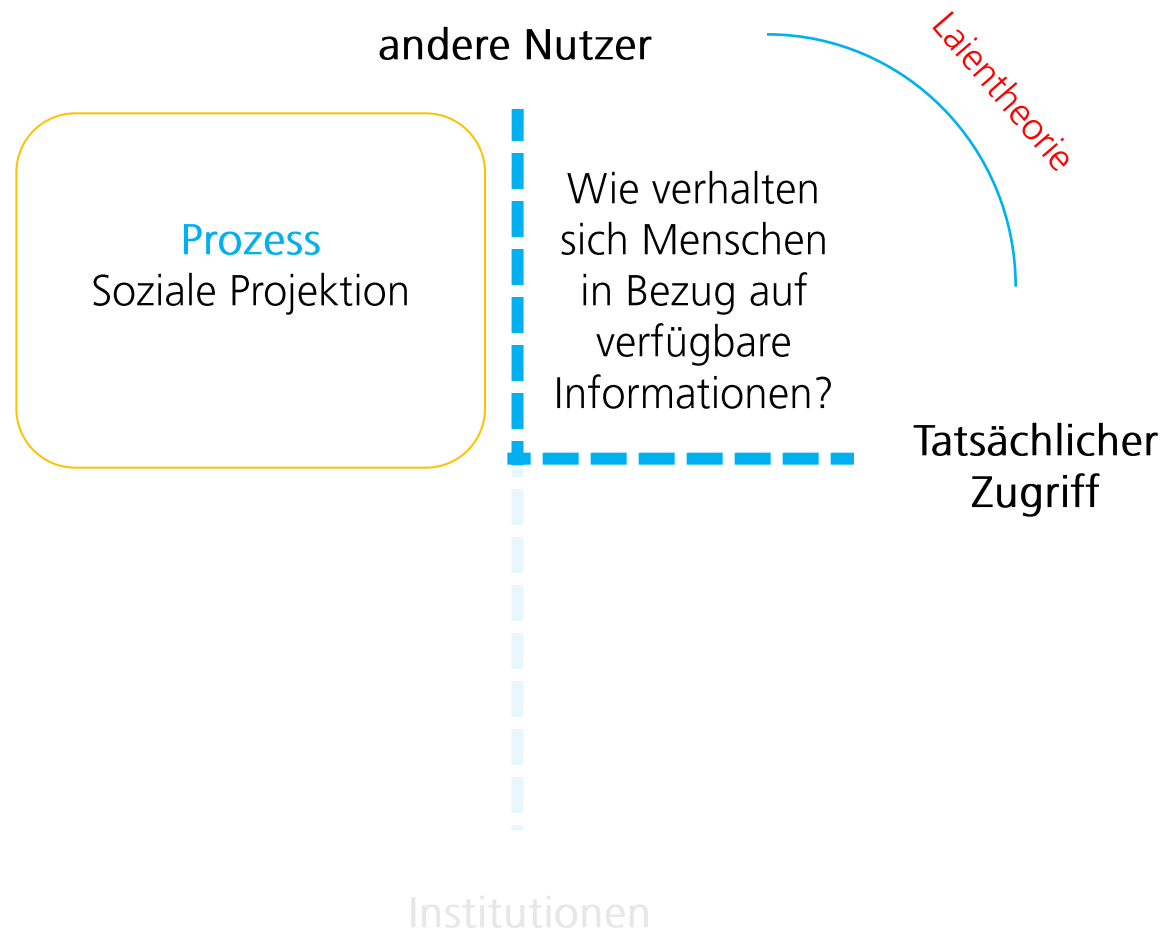 andere Nutzer
Laientheorie
Prozess
Soziale Projektion
Wie verhalten
sich Menschen
in Bezug auf
verfügbare
Informationen?
Tatsächlicher
Zugriff
Institutionen